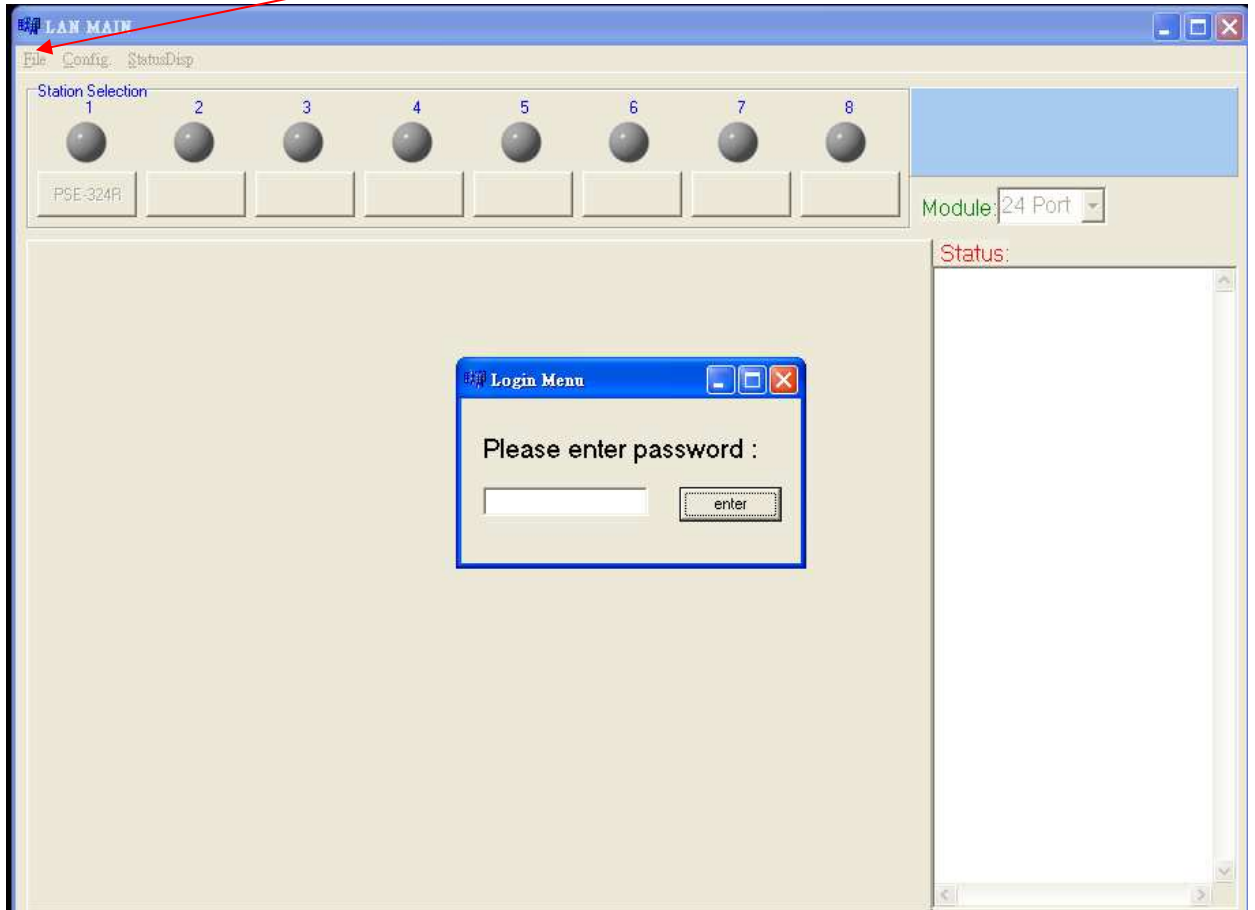 LAN MAIN
File Config. StatusDisp
Station Selection
1 2 3 4 5 6 7 8
PSE-324R
Module: 24 Port
Status:
Login Menu
Please enter password :
enter